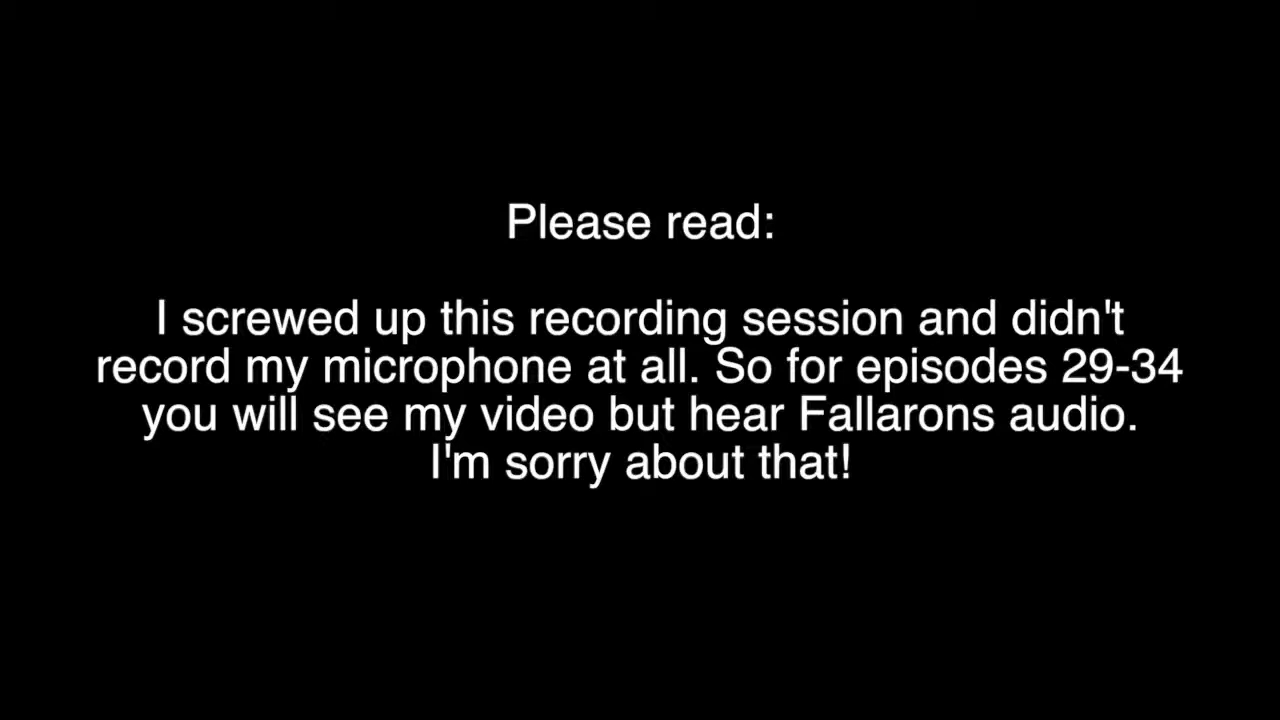 Please read:
I screwed up this recording session and didn't
record my microphone at all. So for episodes 29-34
you will see my video but hear Fallarons audio.
I'm sorry about that!